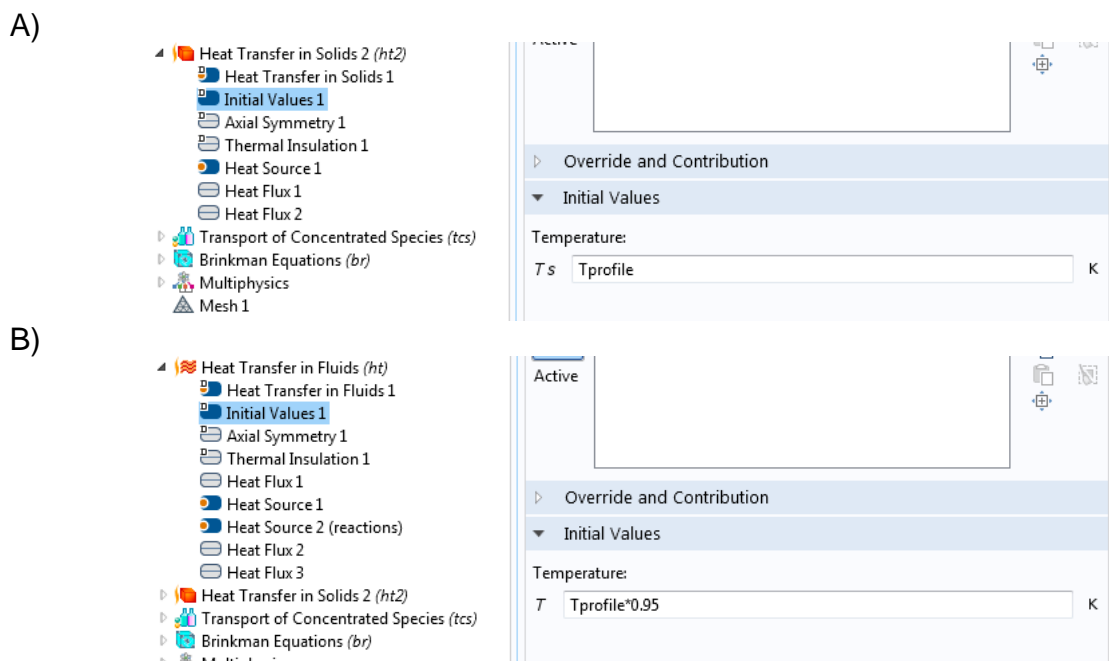 A)
Heat Transfer in Solids 2 (ht2)
Heat Transfer in Solids 1
Initial Values 1
Axial Symmetry 1
Thermal Insulation 1
Heat Source 1
Heat Flux 1
Heat Flux 2
Transport of Concentrated Species (tcs)
Brinkman Equations (br)
Multiphysics
Mesh 1
Active
Override and Contribution
Initial Values
Temperature:
Ts Tprofile K
B)
Heat Transfer in Fluids (ht)
Heat Transfer in Fluids 1
Initial Values 1
Axial Symmetry 1
Thermal Insulation 1
Heat Flux 1
Heat Source 1
Heat Source 2 (reactions)
Heat Flux 2
Heat Flux 3
Heat Transfer in Solids 2 (ht2)
Transport of Concentrated Species (tcs)
Brinkman Equations (br)
Multiphysics
Active
Override and Contribution
Initial Values
Temperature:
T Tprofile*0.95 K